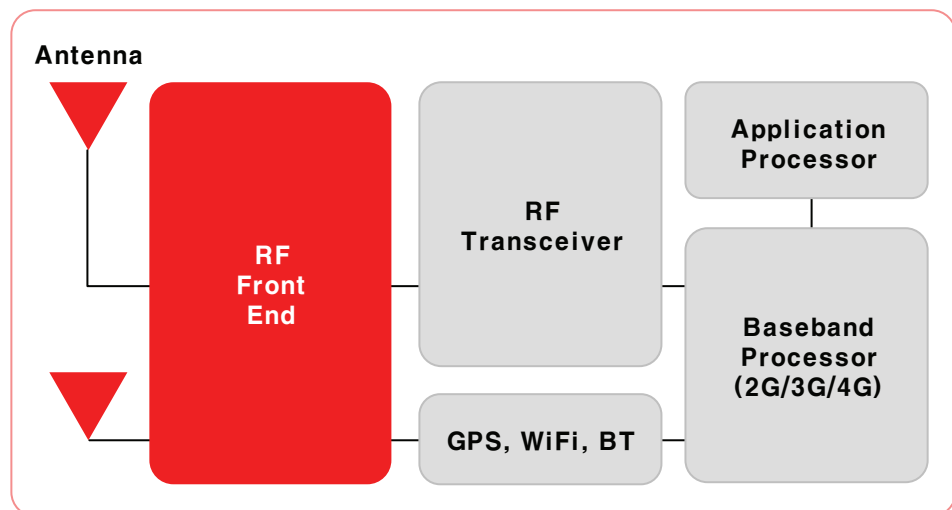 Antenna
RF
Front
End
RF
Transceiver
GPS, WiFi, BT
Application
Processor
Baseband
Processor
(2G/3G/4G)